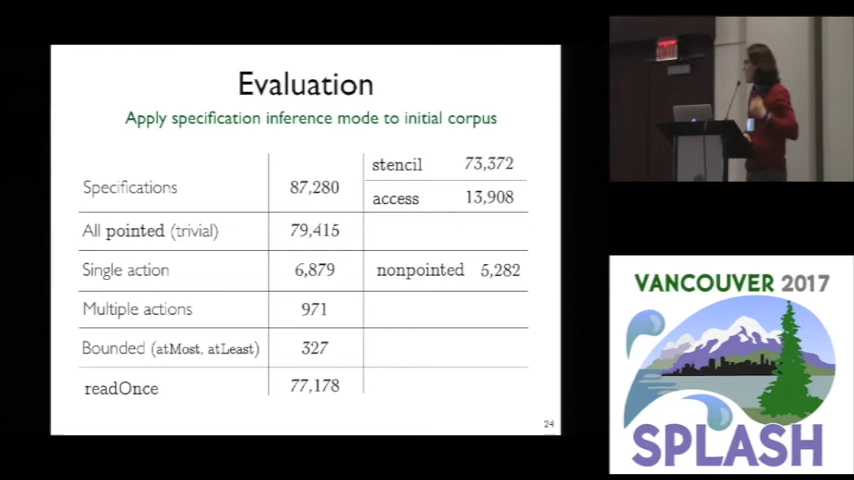 Evaluation
Apply specification inference mode to initial corpus
Specifications 87,280 stencil 73,372
access 13,908
All pointed (trivial) 79,415
Single action 6,879 nonpointed 5,282
Multiple actions 971
Bounded (atMost, atLeast) 327
readOnce 77,178
24
VANCOUVER 2017
SPLASH